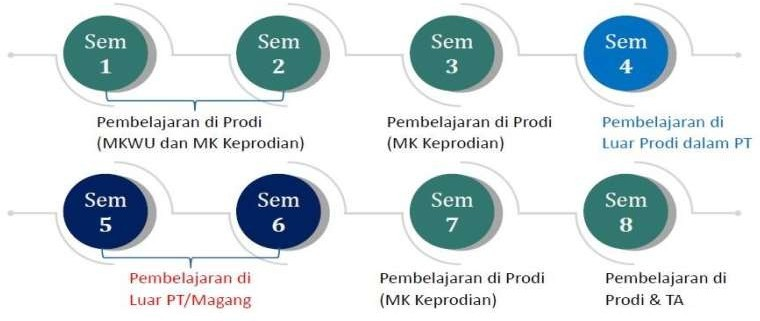 Sem
1
Sem
2
Sem
3
Sem
4
Pembelajaran di Prodi
(MKWU dan MK Keprodian)
Pembelajaran di Prodi
(MK Keprodian)
Pembelajaran di
Luar Prodi dalam PT
Sem
5
Sem
6
Sem
7
Sem
8
Pembelajaran di
Luar PT/Magang
Pembelajaran di Prodi
(MK Keprodian)
Pembelajaran di
Prodi & TA